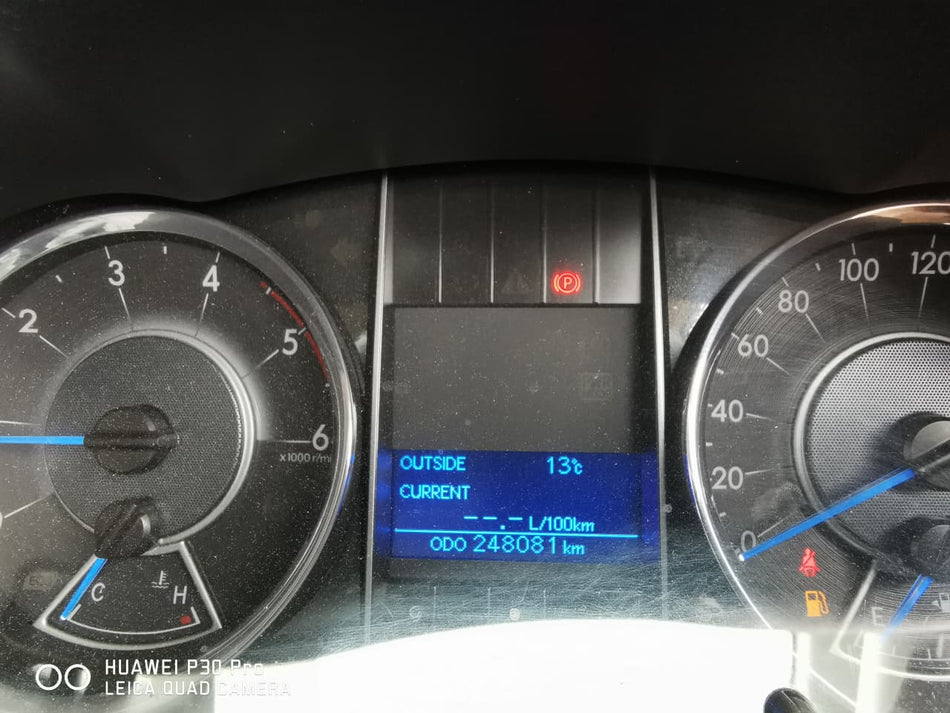 2
3
4
5
6
x1000 r/mi
C
H
P
OUTSIDE 13℃
CURRENT
--.- L/100km
ODO 248081 km
0
20
40
60
80
100
120
E
HUAWEI P30 Pro
LEICA QUAD CAMERA